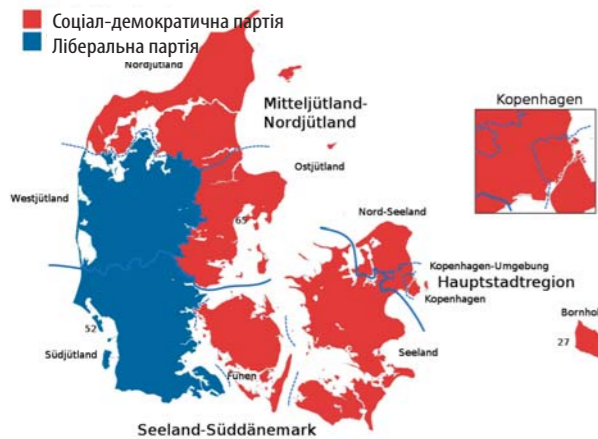 Соціал-демократична партія
Ліберальна партія
Nordjütland
Mitteljütland-
Nordjütland
Kopenhagen
Ostjütland
Westjütland
65
Nord-Seeland
Kopenhagen-Umgebung
Hauptstadtregion
Kopenhagen
Bornhol
52
27
Südjütland
Seeland
Fünen
Seeland-Süddänemark